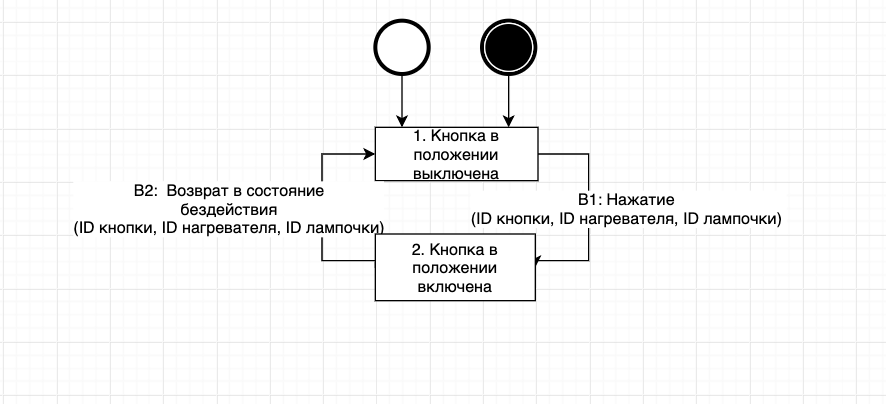 1. Кнопка в
положении
выключена
B2: Возврат в состояние
бездействия
(ID кнопки, ID нагревателя, ID лампочки)
B1: Нажатие
(ID кнопки, ID нагревателя, ID лампочки)
2. Кнопка в
положении
включена